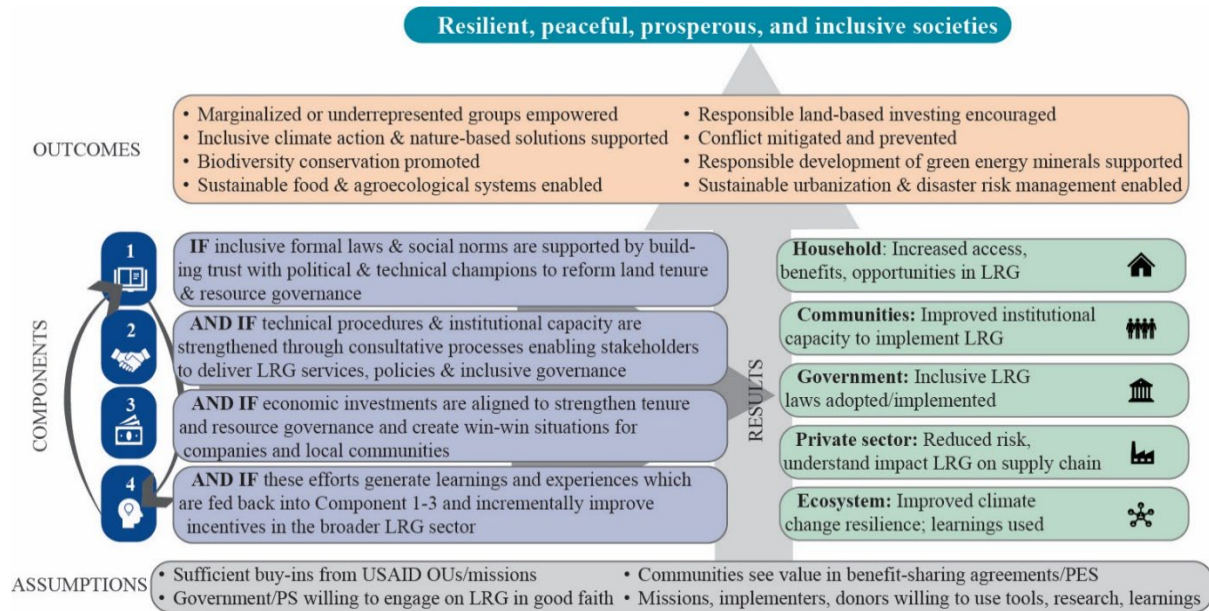 Resilient, peaceful, prosperous, and inclusive societies
OUTCOMES
• Marginalized or underrepresented groups empowered
• Inclusive climate action & nature-based solutions supported
• Biodiversity conservation promoted
• Sustainable food & agroecological systems enabled
• Responsible land-based investing encouraged
• Conflict mitigated and prevented
• Responsible development of green energy minerals supported
• Sustainable urbanization & disaster risk management enabled
COMPONENTS
1
IF inclusive formal laws & social norms are supported by build-
ing trust with political & technical champions to reform land tenure
& resource governance
2
AND IF technical procedures & institutional capacity are
strengthened through consultative processes enabling stakeholders
to deliver LRG services, policies & inclusive governance
3
AND IF economic investments are aligned to strengthen tenure
and resource governance and create win-win situations for
companies and local communities
4
AND IF these efforts generate learnings and experiences which
are fed back into Component 1-3 and incrementally improve
incentives in the broader LRG sector
RESULTS
Household: Increased access,
benefits, opportunities in LRG
Communities: Improved institutional
capacity to implement LRG
Government: Inclusive LRG
laws adopted/implemented
Private sector: Reduced risk,
understand impact LRG on supply chain
Ecosystem: Improved climate
change resilience; learnings used
ASSUMPTIONS
• Sufficient buy-ins from USAID OUs/missions
• Government/PS willing to engage on LRG in good faith
• Communities see value in benefit-sharing agreements/PES
• Missions, implementers, donors willing to use tools, research, learnings